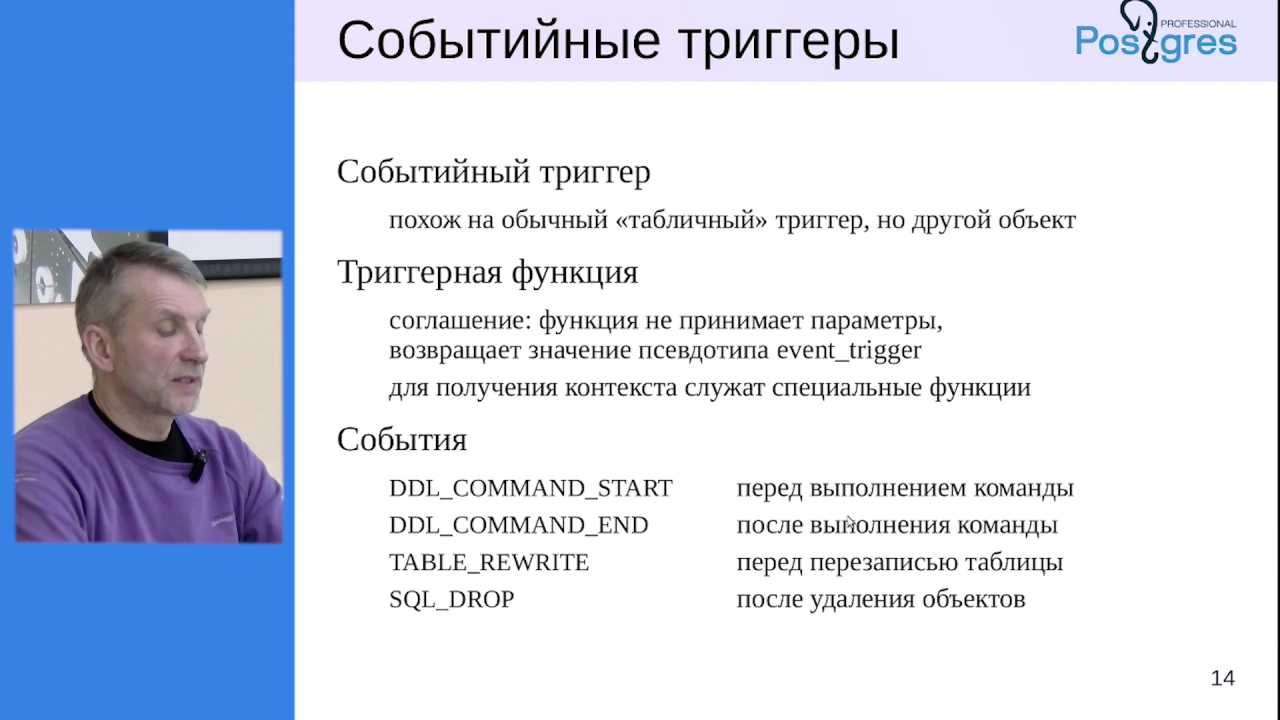 Событийные триггеры
PROFESSIONAL
Postgres
Событийный триггер
похож на обычный «табличный» триггер, но другой объект
Триггерная функция
соглашение: функция не принимает параметры,
возвращает значение псевдотипа event_trigger
для получения контекста служат специальные функции
События
DDL_COMMAND_START перед выполнением команды
DDL_COMMAND_END после выполнения команды
TABLE_REWRITE перед перезаписью таблицы
SQL_DROP после удаления объектов
14